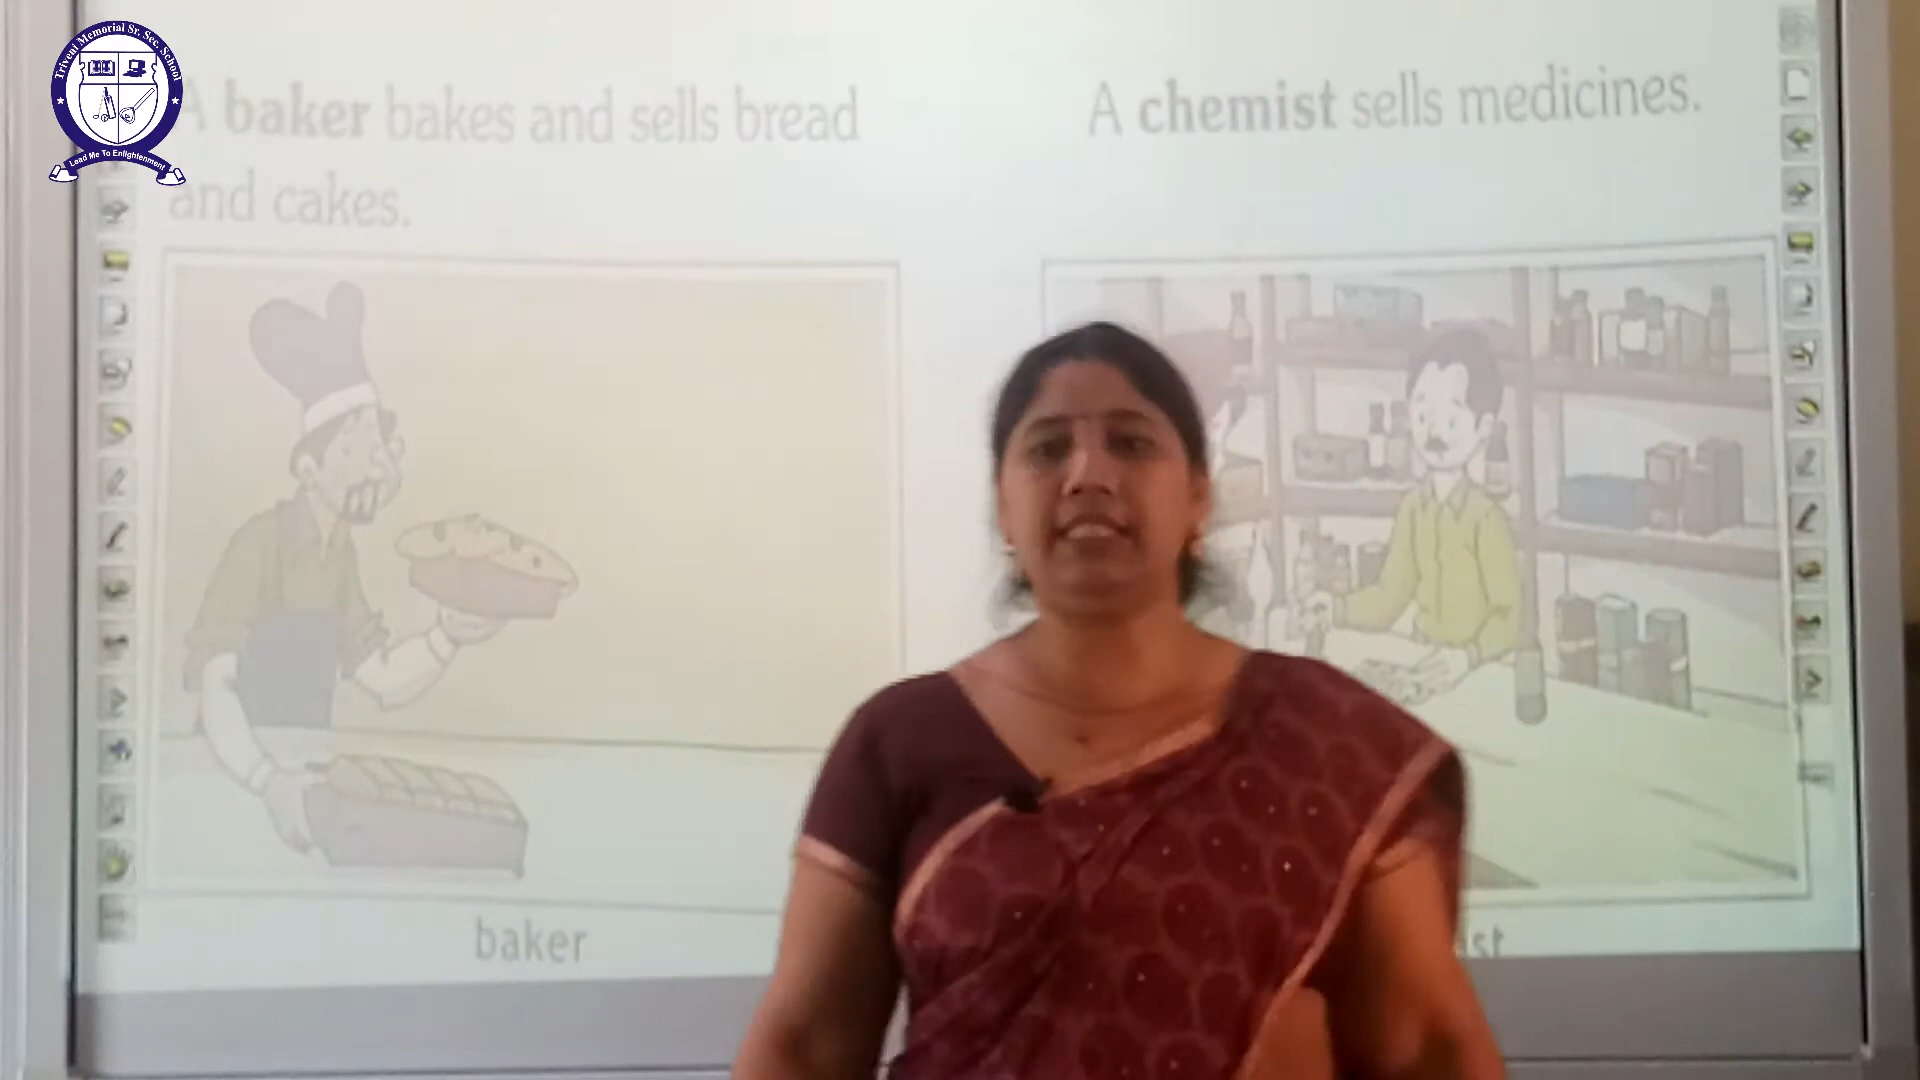 Triveni Memorial Sr. Sec. School
Lead Me To Enlightenment
A baker bakes and sells bread
and cakes.
A chemist sells medicines.
baker